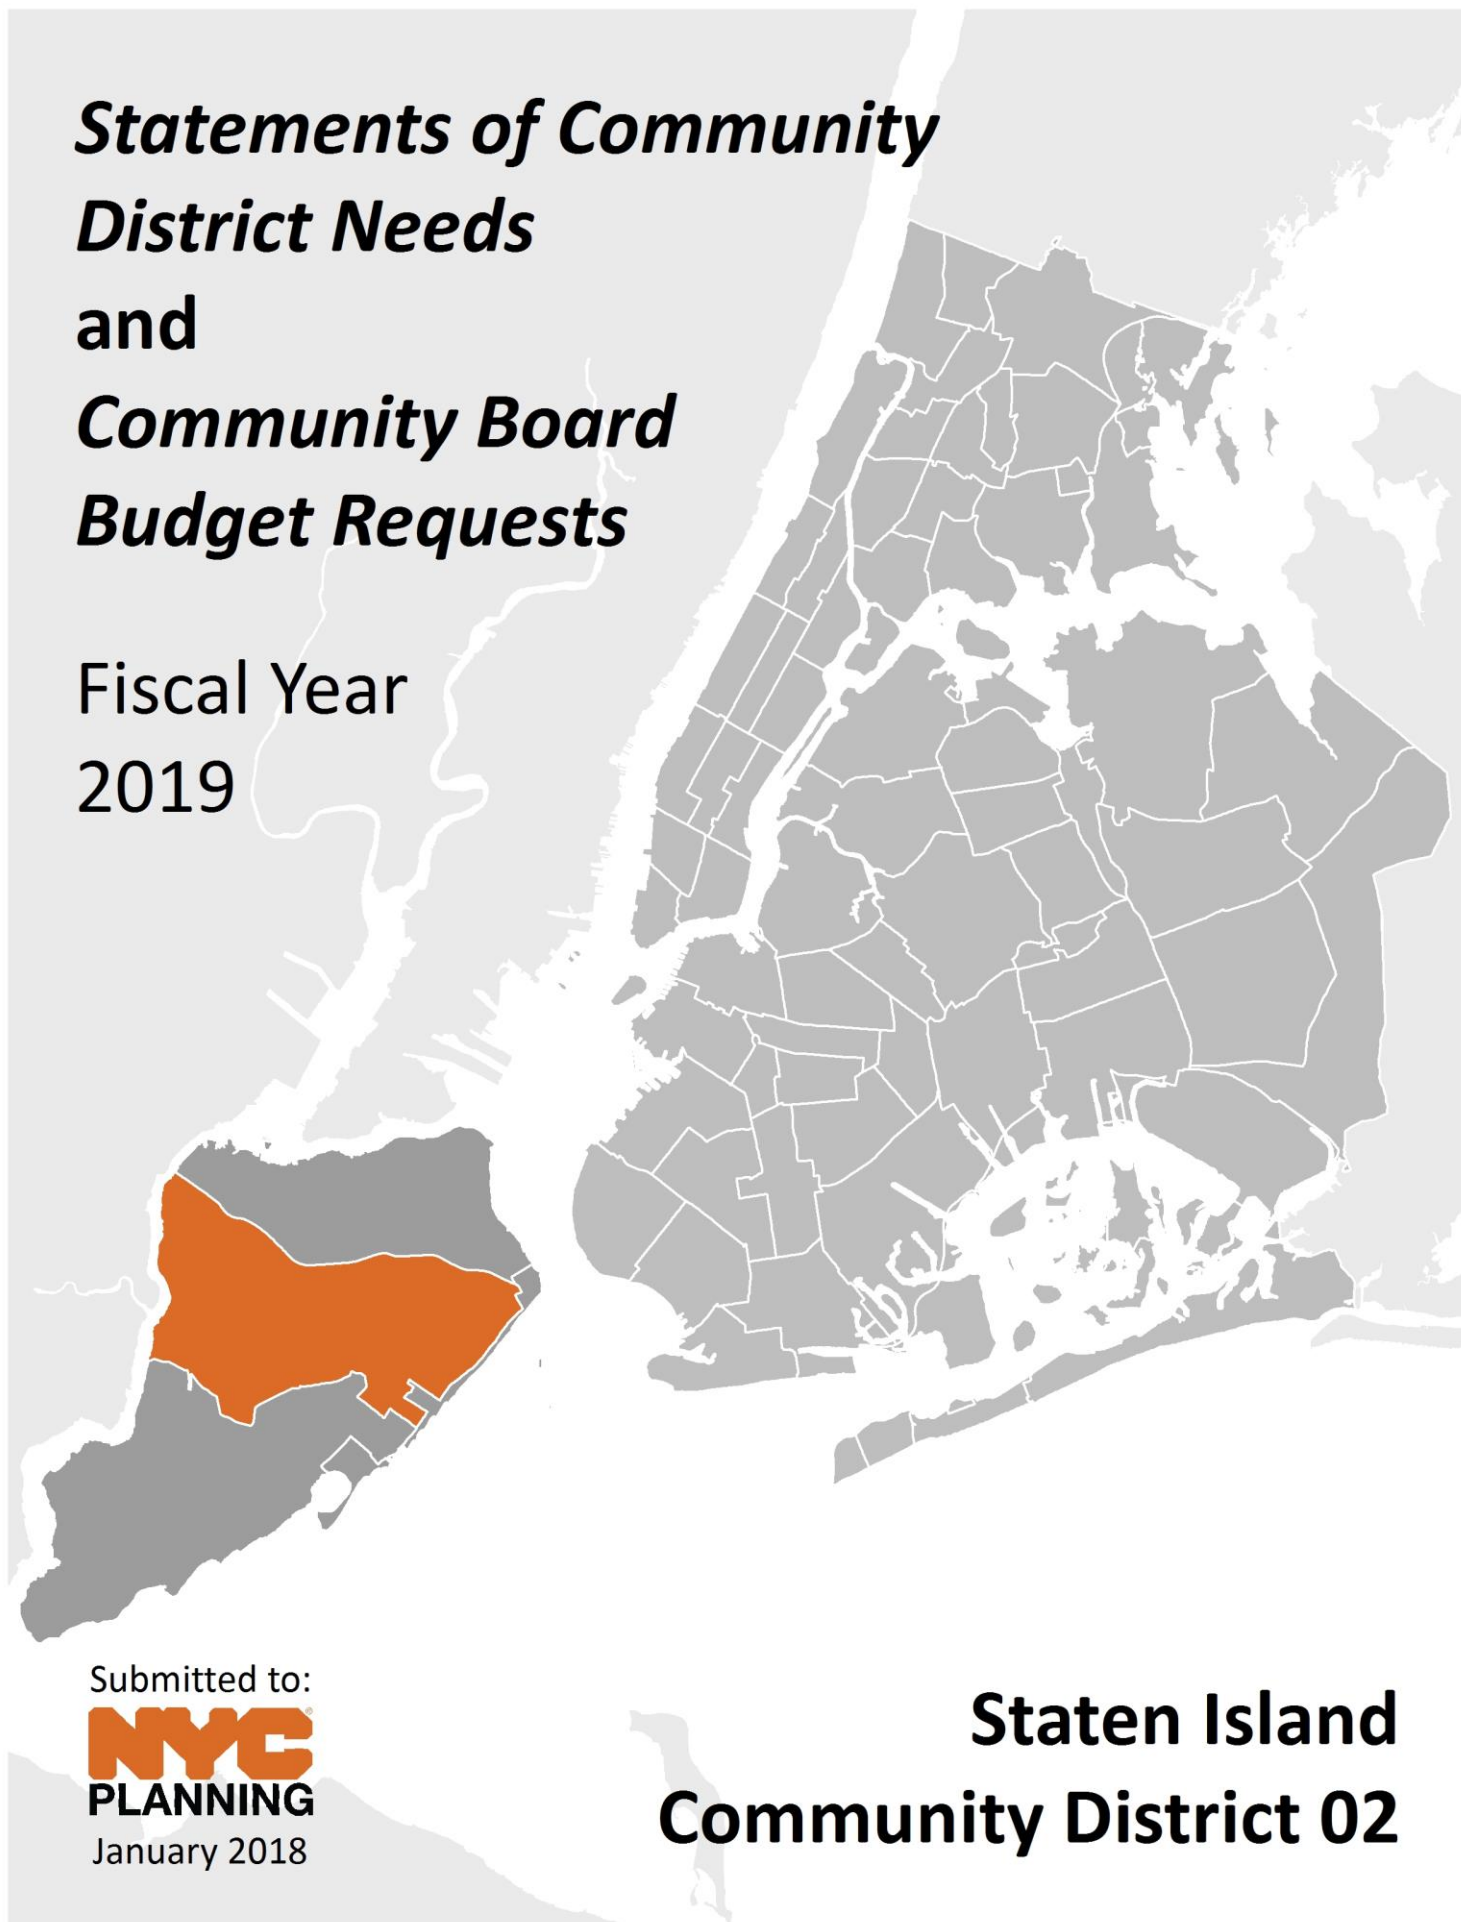 Statements of Community
District Needs
and
Community Board
Budget Requests
Fiscal Year
2019
Submitted to:
NYC®
PLANNING
January 2018
Staten Island
Community District 02